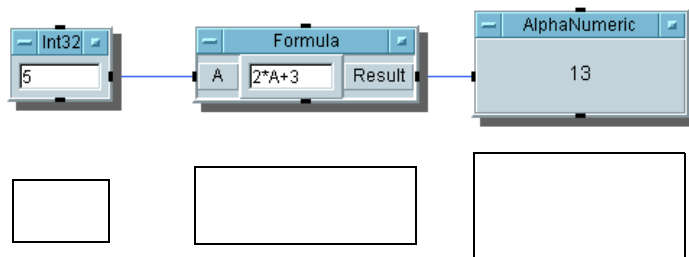 Int32
5
Formula
A
2*A+3
Result
AlphaNumeric
13